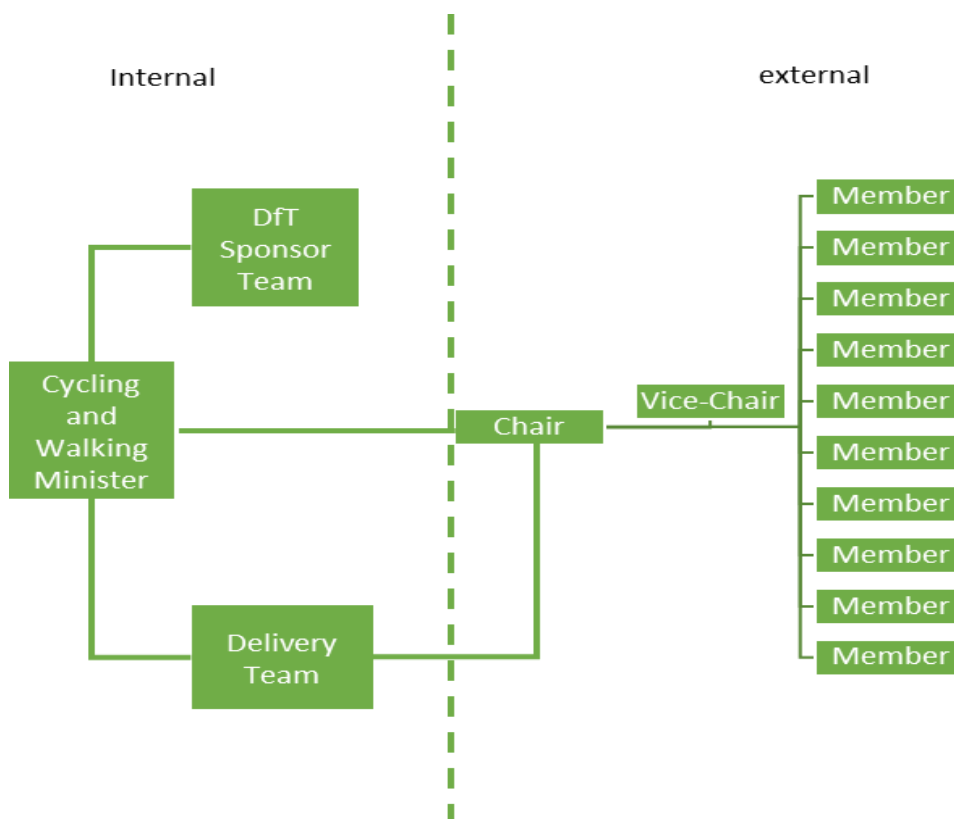 Internal
external
DfT
Sponsor
Team
Cycling
and
Walking
Minister
Delivery
Team
Chair
Vice-Chair
Member
Member
Member
Member
Member
Member
Member
Member
Member
Member